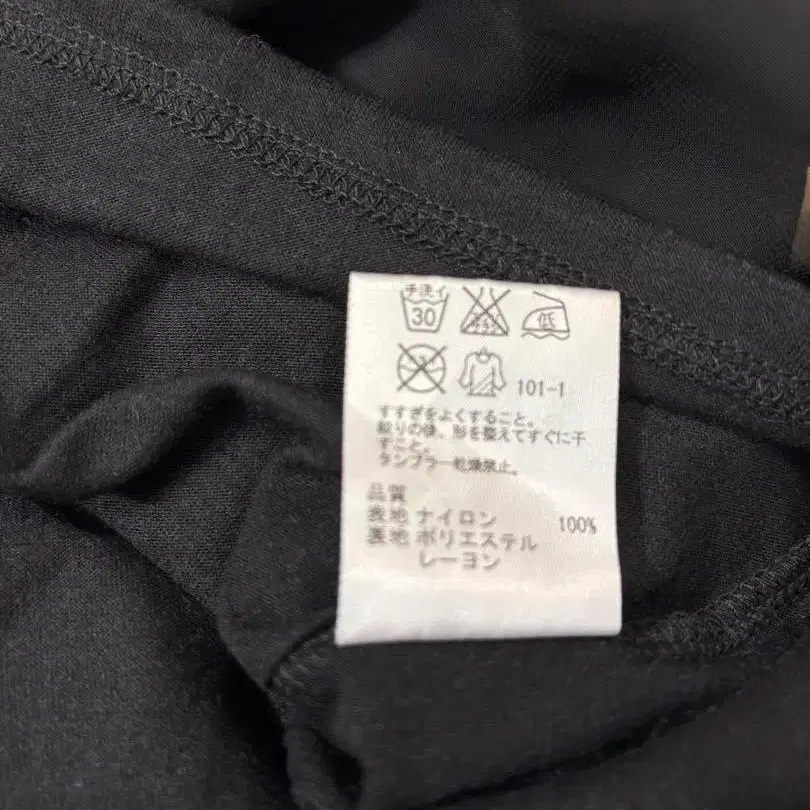 手洗イ
30
低
101-1
すすぎをよくすること。
絞りの後、形を整えてすぐに干
すこと。
タンブラー乾燥禁止。
品質
表地 ナイロン 100%
裏地 ポリエステル
レーヨン